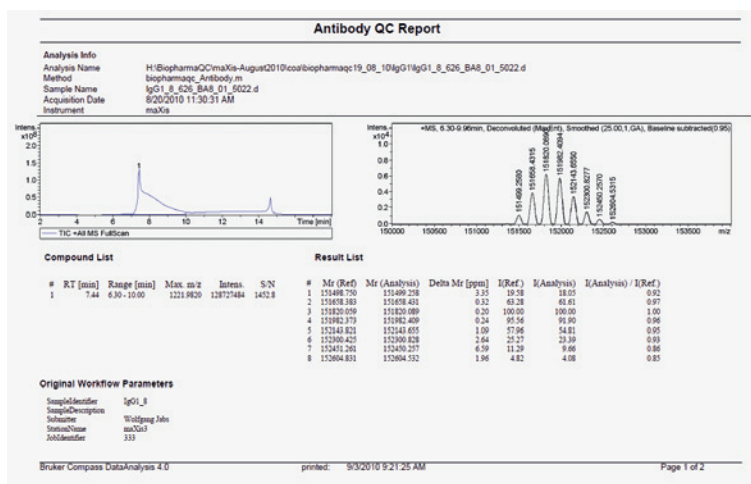 Antibody QC Report
Analysis Info
Analysis Name H:\BiopharmaQC\maXis-August2010\coa\biopharmaqc19_08_10\IgG1\IgG1_8_626_BA8_01_5022.d
Method biopharmaqc_Antibody.m
Sample Name IgG1_8_626_BA8_01_5022.d
Acquisition Date 8/20/2010 11:30:31 AM
Instrument maXis
Intens.
x10⁸
2.0
1.5
1.0
0.5
0.0
1
2 4 6 8 10 12 14 Time [min]
TIC +All MS FullScan
Intens.
x10⁴
+MS, 6.30-9.96min, Deconvoluted (MaxEnt), Smoothed (25.00,1,GA), Baseline subtracted(0.95)
1.0
0.8
0.6
0.4
0.2
0.0
151499.2580
151658.4315
151820.0890
151982.4094
152143.6550
152300.8277
152450.2570
152604.5315
150000 150500 151000 151500 152000 152500 153000 153500 m/z
Compound List
# RT [min] Range [min] Max. m/z Intens. S/N
1 7.44 6.30 - 10.00 1221.9820 128727484 1452.8
Result List
# Mr (Ref) Mr (Analysis) Delta Mr [ppm] I(Ref.) I(Analysis) I(Analysis) / I(Ref.)
1 151498.750 151499.258 3.35 19.58 18.05 0.92
2 151658.383 151658.431 0.32 63.28 61.61 0.97
3 151820.059 151820.089 0.20 100.00 100.00 1.00
4 151982.373 151982.409 0.24 95.56 91.90 0.96
5 152143.821 152143.655 1.09 57.96 54.81 0.95
6 152300.425 152300.828 2.64 25.27 23.39 0.93
7 152451.261 152450.257 6.59 11.29 9.66 0.86
8 152604.831 152604.532 1.96 4.82 4.08 0.85
Original Workflow Parameters
SampleIdentifier IgG1_8
SampleDescription
Submitter Wolfgang Jabs
StationName maXis3
JobIdentifier 333
Bruker Compass DataAnalysis 4.0 printed: 9/3/2010 9:21:25 AM Page 1 of 2